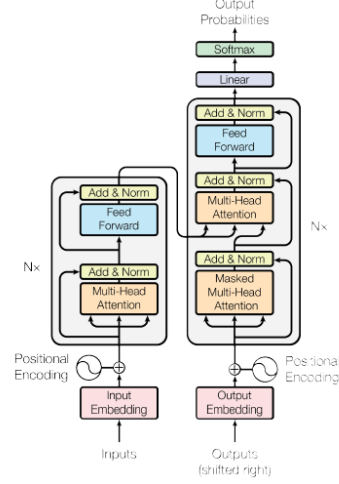 Output
Probabilities
Softmax
Linear
Add & Norm
Feed
Forward
Add & Norm
Multi-Head
Attention
Nx
Add & Norm
Masked
Multi-Head
Attention
Positional
Encoding
Output
Embedding
Outputs
(shifted right)
Add & Norm
Feed
Forward
Nx
Add & Norm
Multi-Head
Attention
Positional
Encoding
Input
Embedding
Inputs